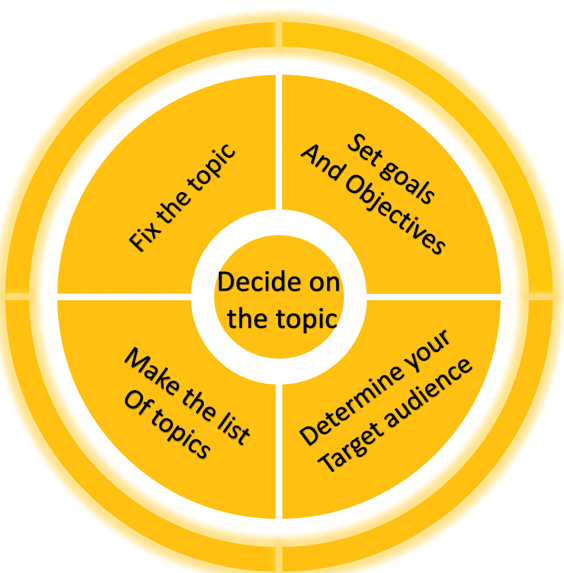 Fix the topic
Set goals
And Objectives
Decide on
the topic
Make the list
Of topics
Determine your
Target audience